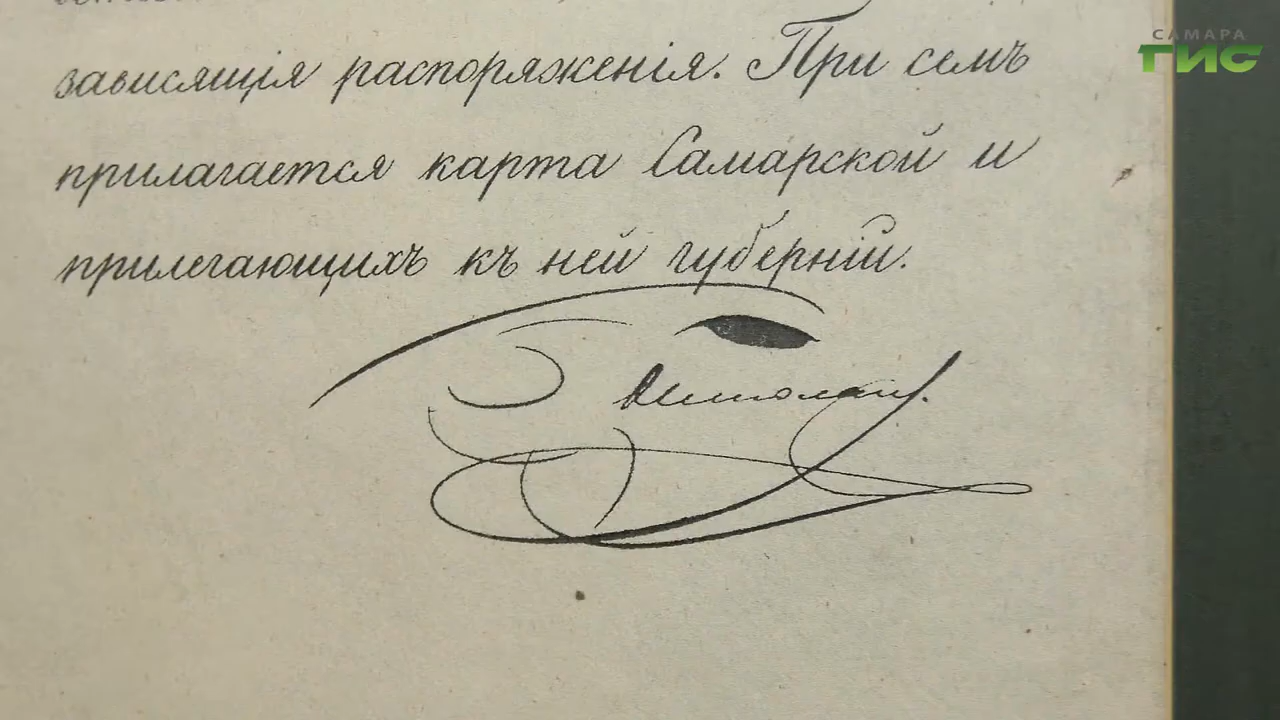 САМАРА
ГИС
зависящія распоряженія. При семъ
прилагается карта Самарской и
прилегающихъ къ ней губерній.
Николай.